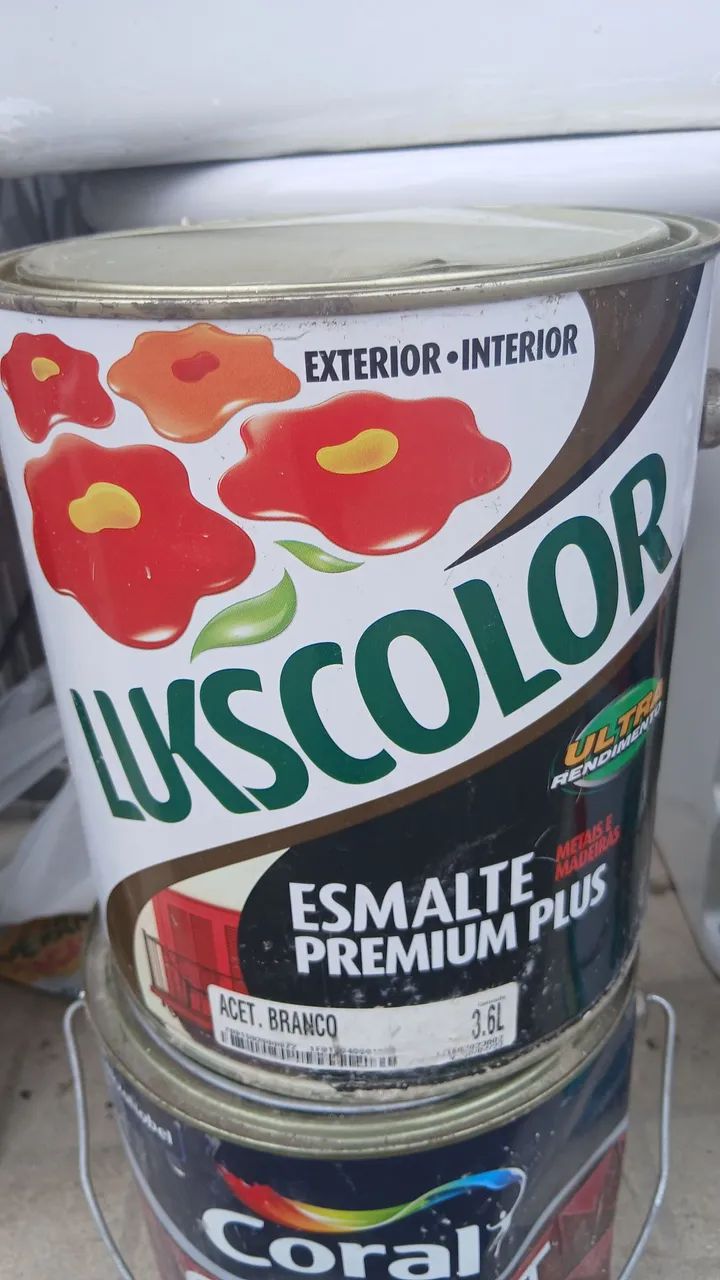 EXTERIOR • INTERIOR
LUKSCOLOR
ULTRA
RENDIMENTO
METAIS E
MADEIRAS
ESMALTE
PREMIUM PLUS
ACET. BRANCO
3.6L
Coral